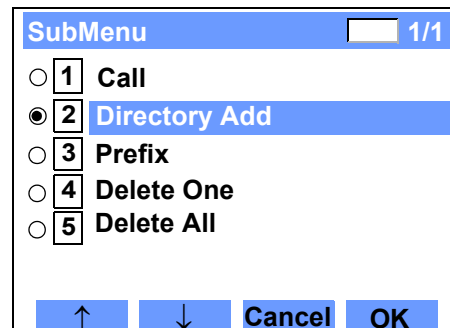 SubMenu 1/1
1 Call
2 Directory Add
3 Prefix
4 Delete One
5 Delete All
↑ ↓ Cancel OK